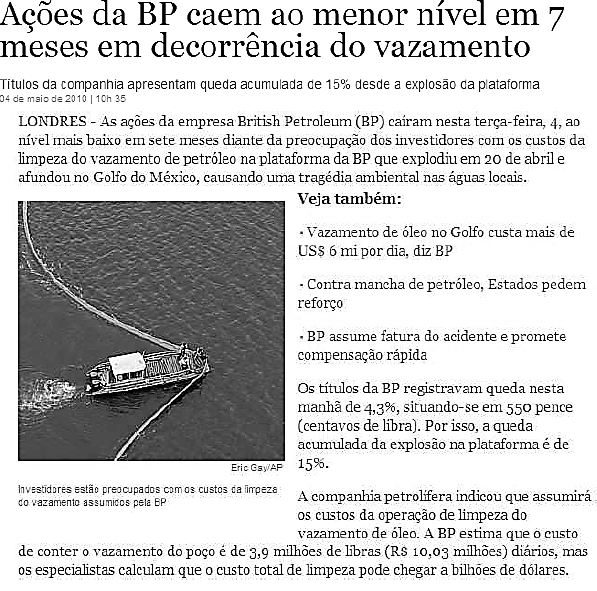 Ações da BP caem ao menor nível em 7
meses em decorrência do vazamento
Títulos da companhia apresentam queda acumulada de 15% desde a explosão da plataforma
04 de maio de 2010 | 10h 35
LONDRES - As ações da empresa British Petroleum (BP) caíram nesta terça-feira, 4, ao
nível mais baixo em sete meses diante da preocupação dos investidores com os custos da
limpeza do vazamento de petróleo na plataforma da BP que explodiu em 20 de abril e
afundou no Golfo do México, causando uma tragédia ambiental nas águas locais.
Veja também:
• Vazamento de óleo no Golfo custa mais de
US$ 6 mi por dia, diz BP
• Contra mancha de petróleo, Estados pedem
reforço
• BP assume fatura do acidente e promete
compensação rápida
Os títulos da BP registravam queda nesta
manhã de 4,3%, situando-se em 550 pence
(centavos de libra). Por isso, a queda
acumulada da explosão na plataforma é de
15%.
Eric Gay/AP
Investidores estão preocupados com os custos da limpeza
do vazamento assumidos pela BP
A companhia petrolífera indicou que assumirá
os custos da operação de limpeza do
vazamento de óleo. A BP estima que o custo
de conter o vazamento do poço é de 3,9 milhões de libras (R$ 10,03 milhões) diários, mas
os especialistas calculam que o custo total de limpeza pode chegar a bilhões de dólares.